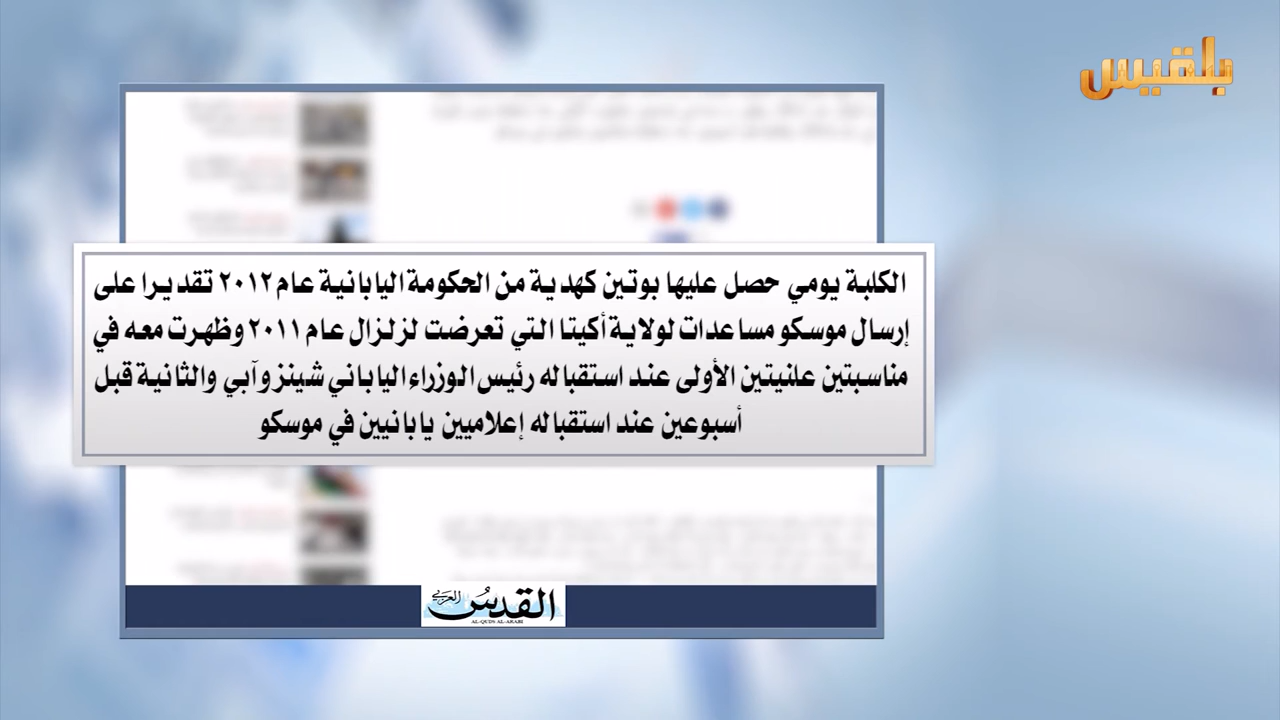 بلقيس
الكلبة يومي حصل عليها بوتين كهدية من الحكومة اليابانية عام ٢٠١٢ تقديرا على
إرسال موسكو مساعدات لولاية أكيتا التي تعرضت لزلزال عام ٢٠١١ وظهرت معه في
مناسبتين علنيتين الأولى عند استقباله رئيس الوزراء الياباني شينزو آبي والثانية قبل
أسبوعين عند استقباله إعلاميين يابانيين في موسكو
القدس العربي
AL-QUDS AL-ARABI